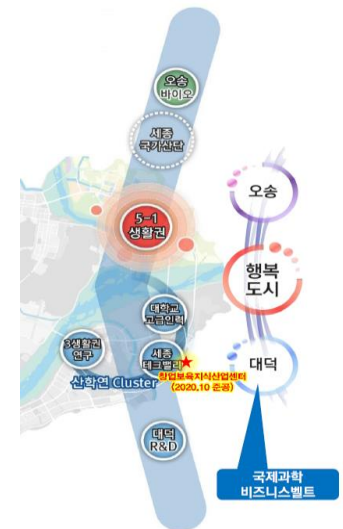 오송
바이오
세종
국가산단
오송
5-1
생활권
행복
도시
대학교
고급인력
3생활권
연구
세종
테크밸리
대덕
창업보육지식산업센터
(2020.10 준공)
산학연 Cluster
대덕
R&D
국제과학
비즈니스벨트